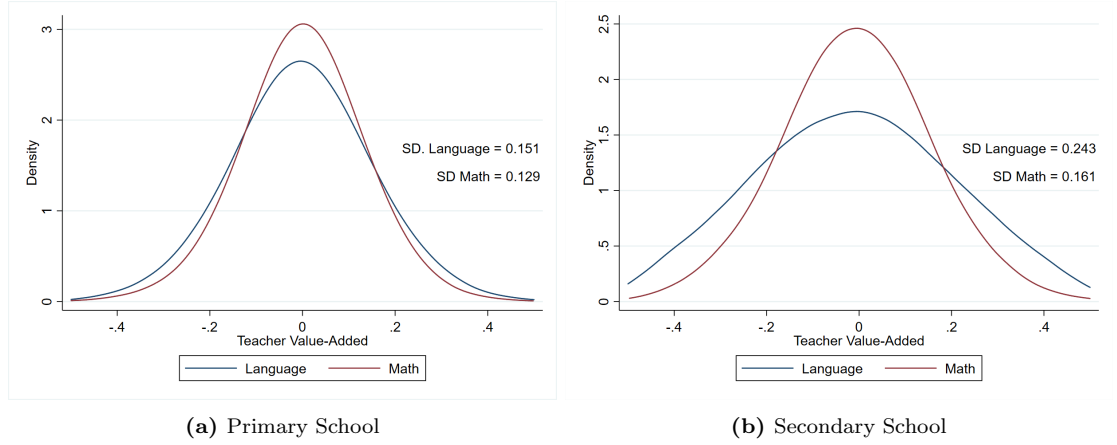 3
2
1
0
Density
SD. Language = 0.151
SD Math = 0.129
-.4 -.2 0 .2 .4
Teacher Value-Added
Language Math
(a) Primary School
2.5
2
1.5
1
.5
0
Density
SD Language = 0.243
SD Math = 0.161
-.4 -.2 0 .2 .4
Teacher Value-Added
Language Math
(b) Secondary School